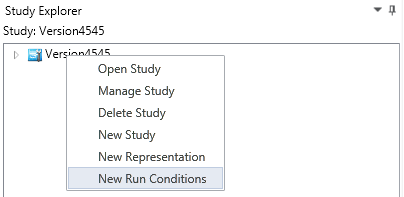 Study Explorer
Study: Version4545
Version4545
Open Study
Manage Study
Delete Study
New Study
New Representation
New Run Conditions